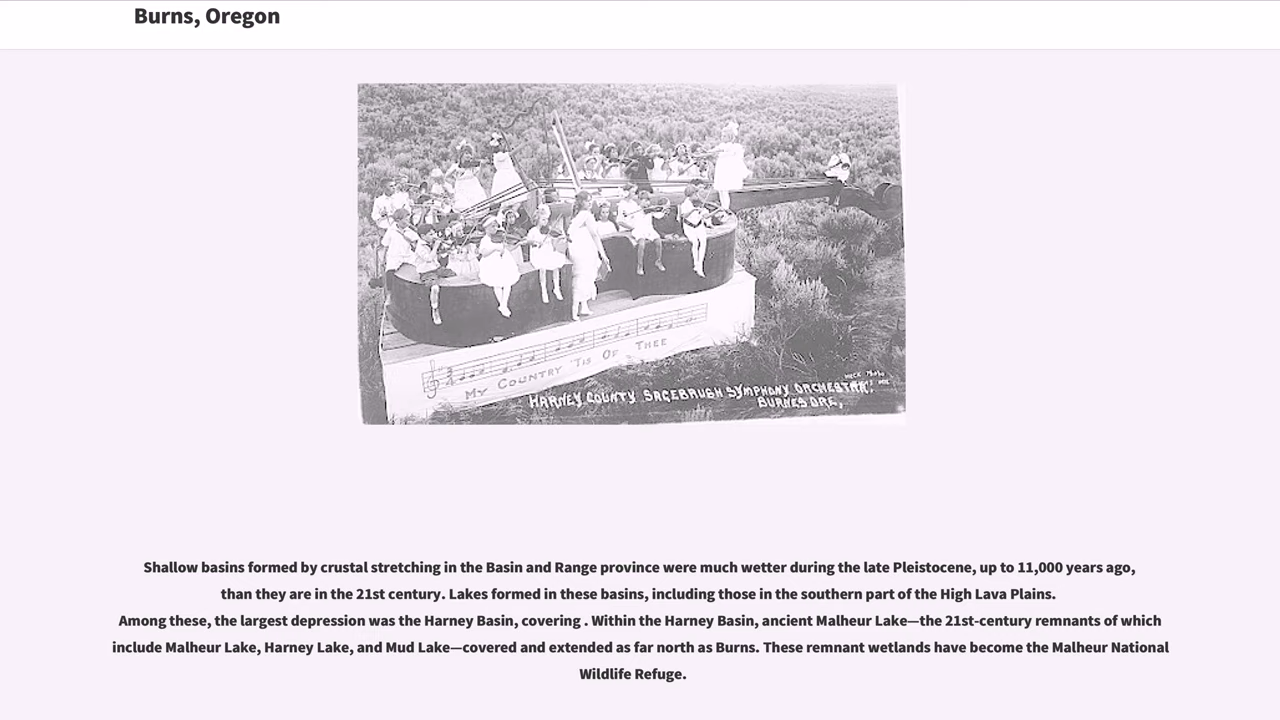 Burns, Oregon
MY COUNTRY 'TIS OF THEE
HARNEY COUNTY SAGEBRUSH SYMPHONY ORCHESTRA,
BURNES ORE,
Shallow basins formed by crustal stretching in the Basin and Range province were much wetter during the late Pleistocene, up to 11,000 years ago,
than they are in the 21st century. Lakes formed in these basins, including those in the southern part of the High Lava Plains.
Among these, the largest depression was the Harney Basin, covering . Within the Harney Basin, ancient Malheur Lake—the 21st-century remnants of which
include Malheur Lake, Harney Lake, and Mud Lake—covered and extended as far north as Burns. These remnant wetlands have become the Malheur National
Wildlife Refuge.